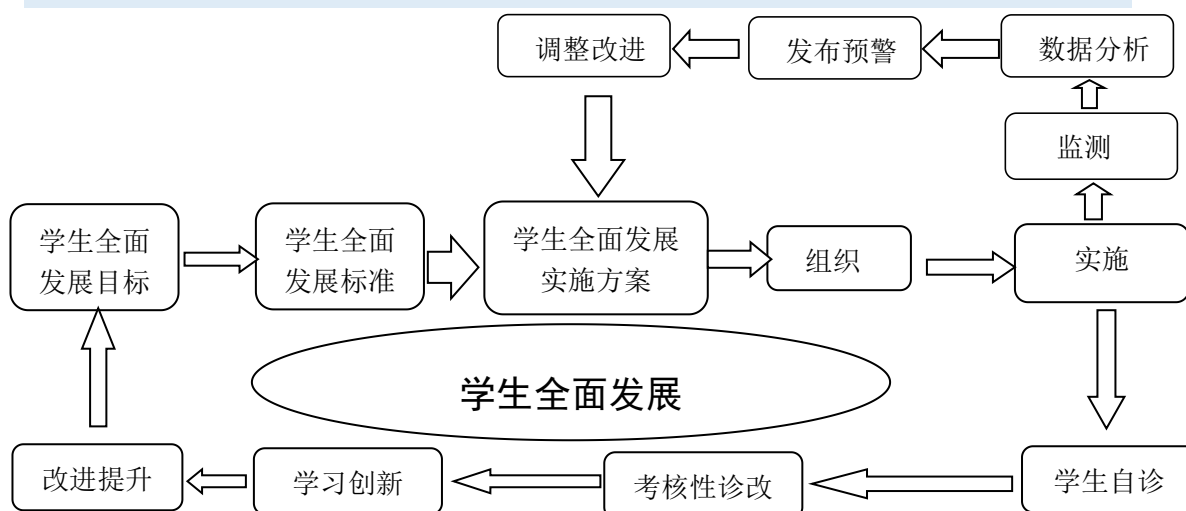 调整改进
发布预警
数据分析
监测
学生全面
发展目标
学生全面
发展标准
学生全面发展
实施方案
组织
实施
学生全面发展
改进提升
学习创新
考核性诊改
学生自诊